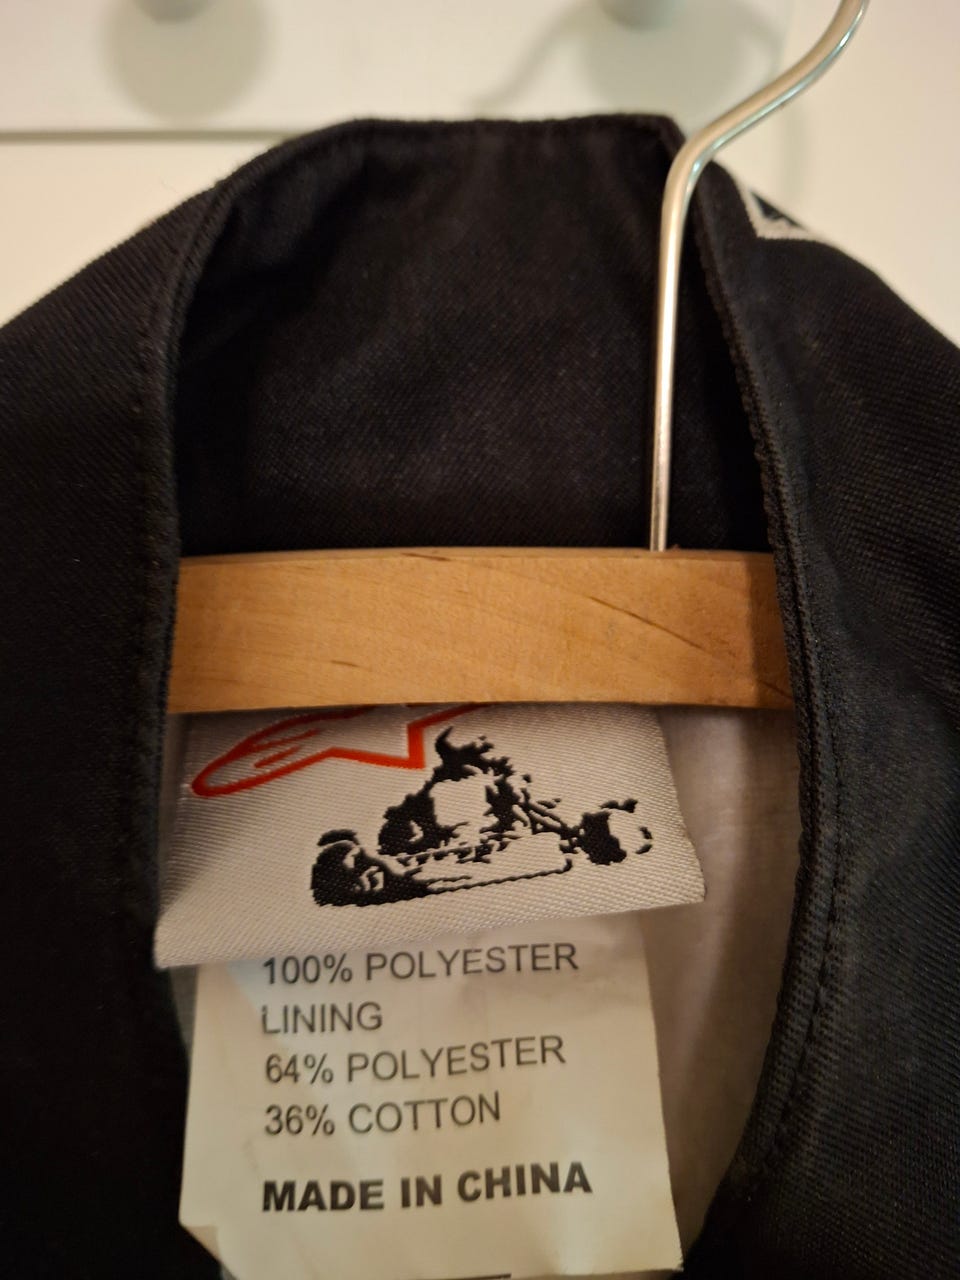 100% POLYESTER
LINING
64% POLYESTER
36% COTTON
MADE IN CHINA